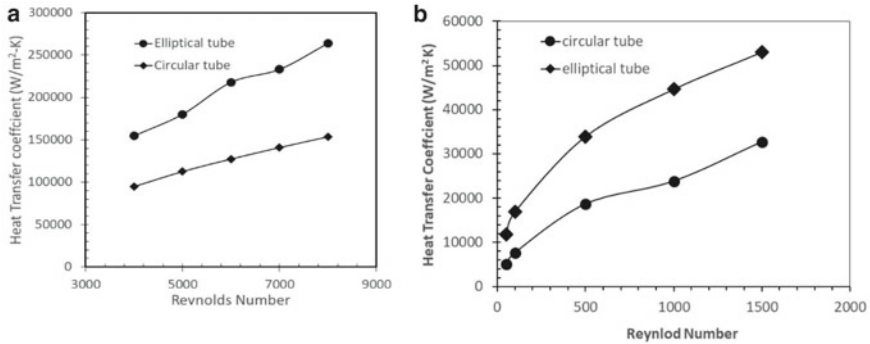 a
300000
250000
200000
150000
100000
50000
0
Heat Transfer coeffcient (W/m²-K)
Elliptical tube
Circular tube
3000
5000
7000
9000
Revnolds Number
b
60000
50000
40000
30000
20000
10000
0
Heat Transfer Coeffcient (W/m² K)
circular tube
elliptical tube
0
500
1000
1500
2000
Reynlod Number